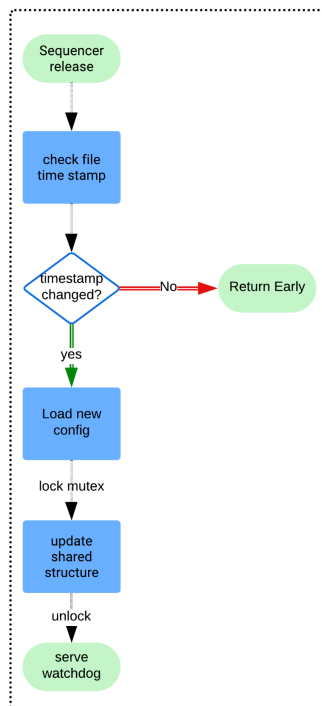 Sequencer
release
check file
time stamp
timestamp
changed?
No
Return Early
yes
Load new
config
lock mutex
update
shared
structure
unlock
serve
watchdog